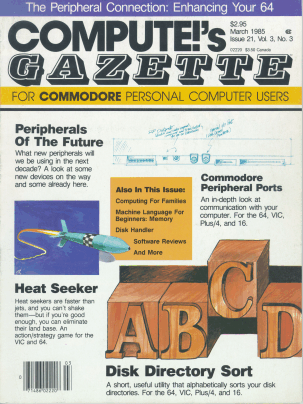 The Peripheral Connection: Enhancing Your 64
COMPUTE!'s
GAZETTE
$2.95
March 1985
Issue 21, Vol. 3, No. 3
02220 $3.80 Canada
FOR COMMODORE PERSONAL COMPUTER USERS
Peripherals
Of The Future
What new peripherals will
we be using in the next
decade? A look at some
new devices on the way
and some already here.
Also In This Issue:
Computing For Families
Machine Language For
Beginners: Memory
Disk Handler
Software Reviews
And More
Commodore
Peripheral Ports
An in-depth look at
communication with your
computer. For the 64, VIC,
Plus/4, and 16.
Heat Seeker
Heat seekers are faster than
jets, and you can't shake
them—but if you're good
enough, you can eliminate
their land base. An
action/strategy game for the
VIC and 64.
A B C D
Disk Directory Sort
A short, useful utility that alphabetically sorts your disk
directories. For the 64, VIC, Plus/4, and 16.